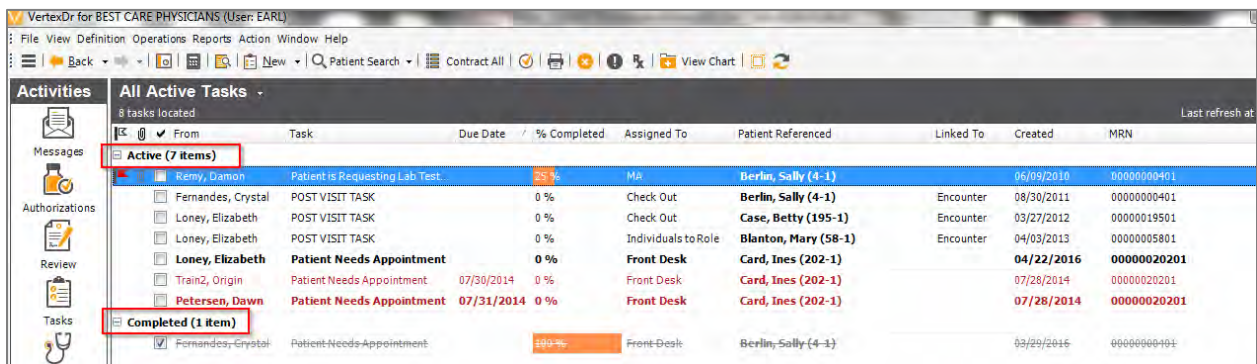 VertexDr for BEST CARE PHYSICIANS (User: EARL)
File View Definition Operations Reports Action Window Help
Back New Patient Search Contract All Rx View Chart
Activities All Active Tasks
8 tasks located Last refresh at
From Task Due Date % Completed Assigned To Patient Referenced Linked To Created MRN
Messages
Active (7 items)
Remy, Damon Patient is Requesting Lab Test... 25 % MA Berlin, Sally (4-1) 06/09/2010 00000000401
Fernandes, Crystal POST VISIT TASK 0 % Check Out Berlin, Sally (4-1) Encounter 08/30/2011 00000000401
Authorizations
Loney, Elizabeth POST VISIT TASK 0 % Check Out Case, Betty (195-1) Encounter 03/27/2012 00000019501
Loney, Elizabeth POST VISIT TASK 0 % Individuals to Role Blanton, Mary (58-1) Encounter 04/03/2013 00000005801
Loney, Elizabeth Patient Needs Appointment 0 % Front Desk Card, Ines (202-1) 04/22/2016 00000020201
Review
Train2, Origin Patient Needs Appointment 07/30/2014 0 % Front Desk Card, Ines (202-1) 07/28/2014 00000020201
Petersen, Dawn Patient Needs Appointment 07/31/2014 0 % Front Desk Card, Ines (202-1) 07/28/2014 00000020201
Tasks
Completed (1 item)
Fernandes, Crystal Patient Needs Appointment 100 % Front Desk Berlin, Sally (4-1) 03/29/2016 00000000401